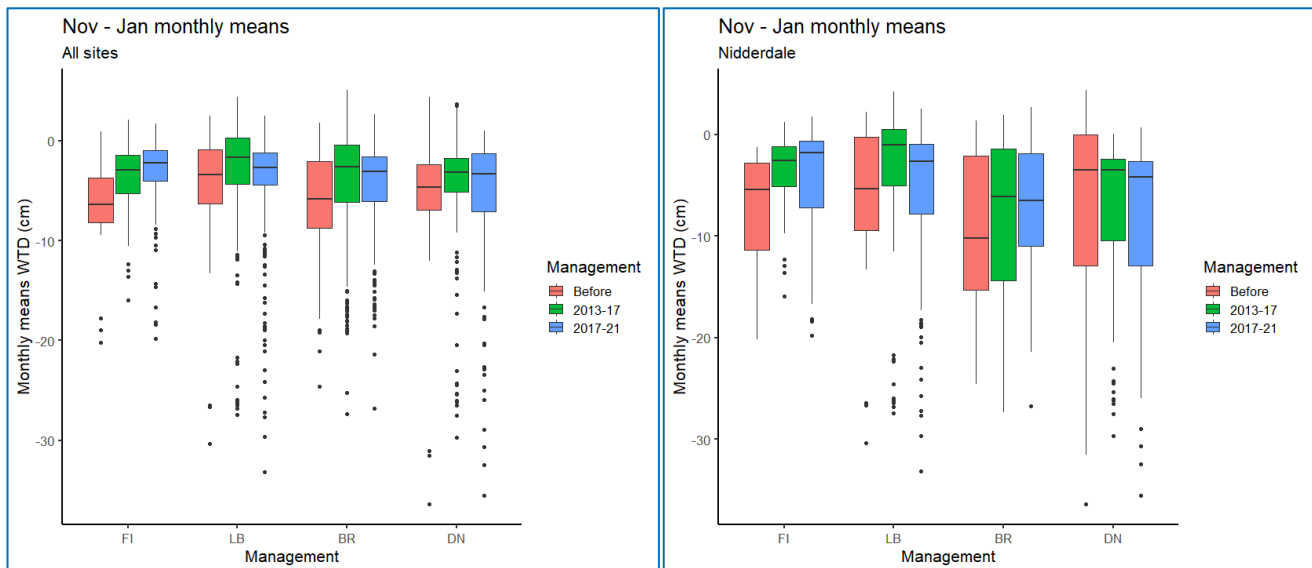 Nov - Jan monthly means
All sites
Monthly means WTD (cm)
0
-10
-20
-30
FI LB BR DN
Management
Management
Before
2013-17
2017-21
Nov - Jan monthly means
Nidderdale
Monthly means WTD (cm)
0
-10
-20
-30
FI LB BR DN
Management
Management
Before
2013-17
2017-21